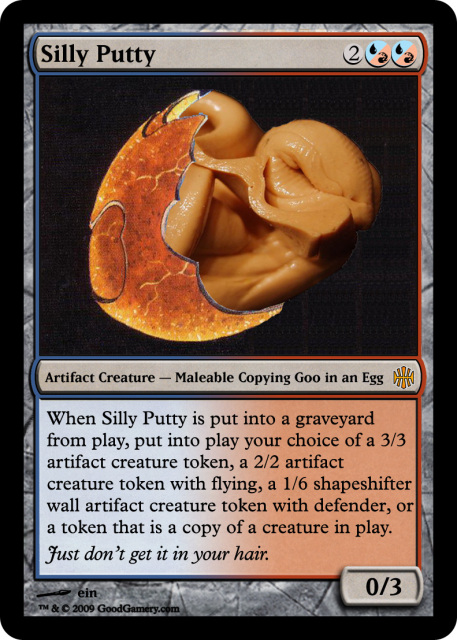 Silly Putty 2
Artifact Creature — Maleable Copying Goo in an Egg
When Silly Putty is put into a graveyard
from play, put into play your choice of a 3/3
artifact creature token, a 2/2 artifact
creature token with flying, a 1/6 shapeshifter
wall artifact creature token with defender, or
a token that is a copy of a creature in play.
Just don't get it in your hair.
0/3
ein
™ & © 2009 GoodGamery.com